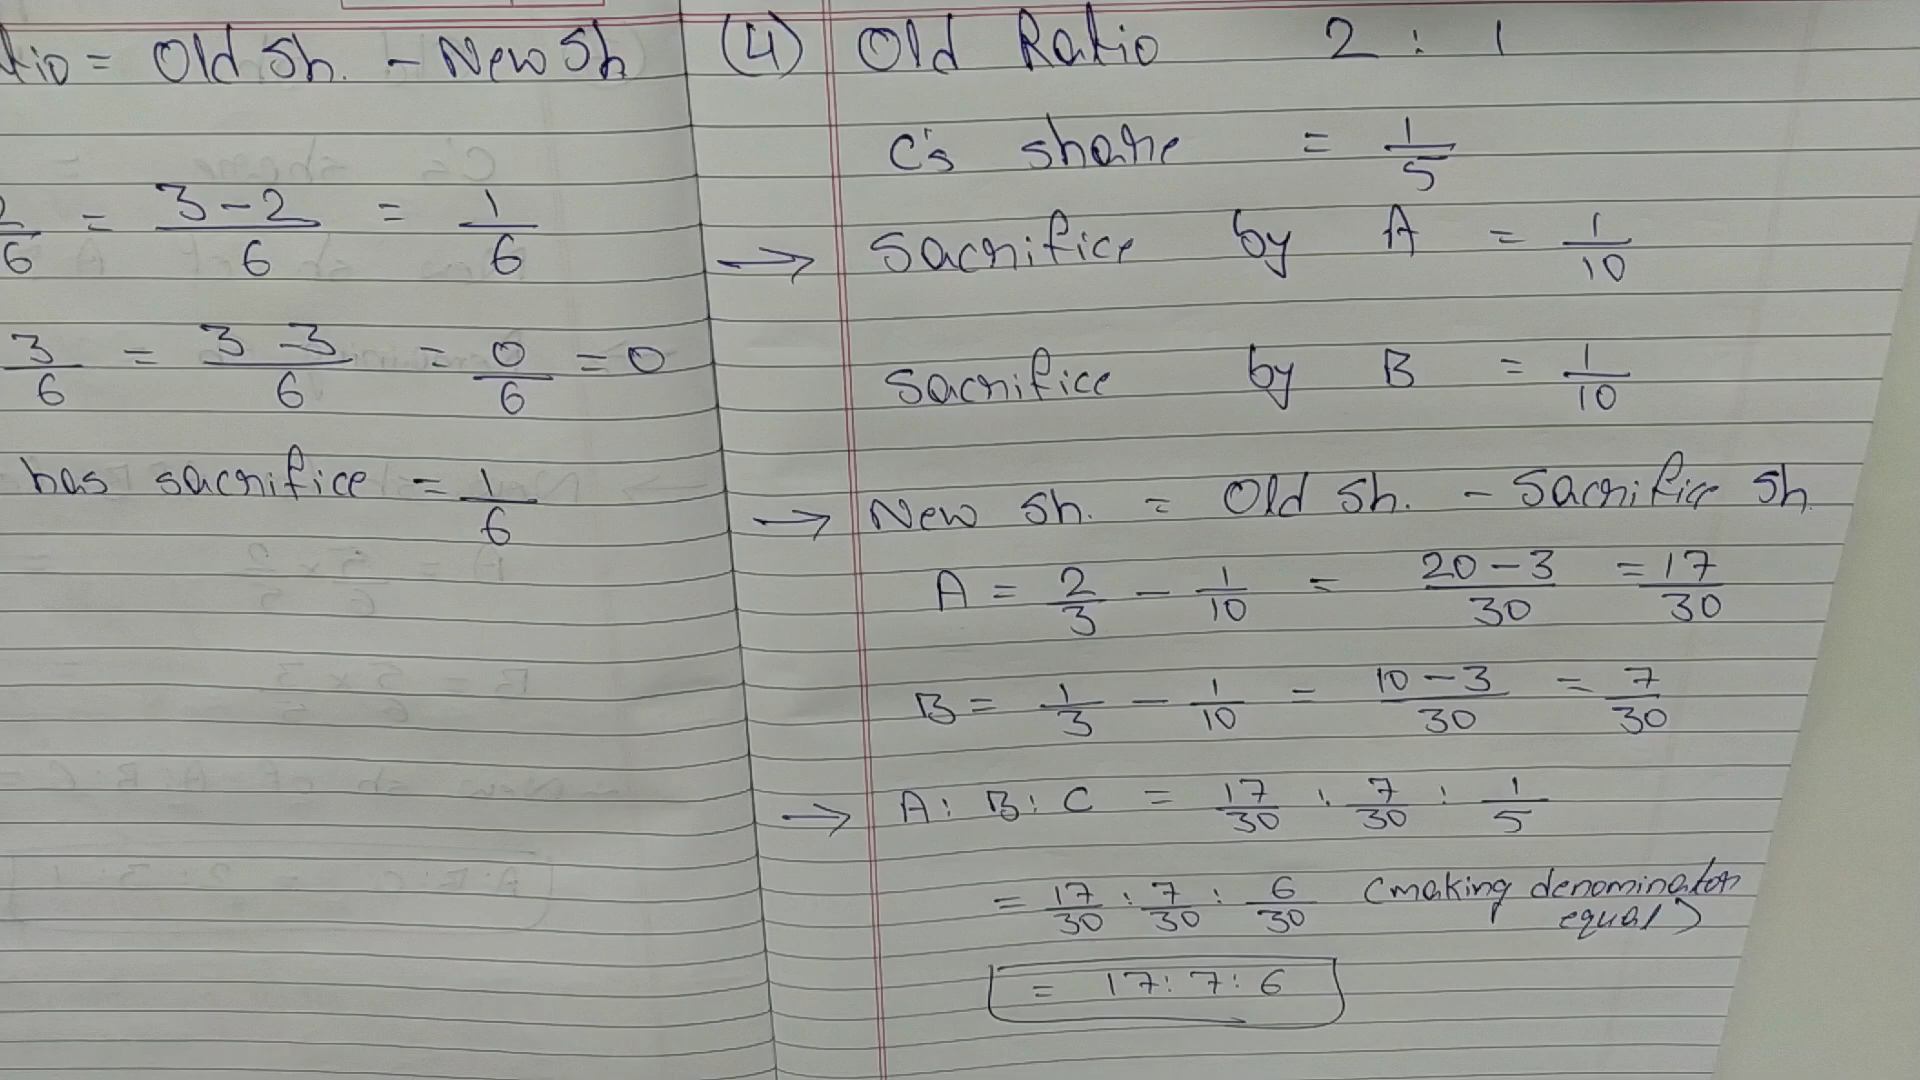 tio = Old Sh. - New Sh
2/6 = 3-2/6 = 1/6
3/6 = 3-3/6 = 0/6 = 0
has sacrifice = 1/6
(4) Old Ratio 2 : 1
C's share = 1/5
→ Sacrifice by A = 1/10
Sacrifice by B = 1/10
→ New Sh. = Old Sh. - Sacrifice Sh
A = 2/3 - 1/10 = 20-3/30 = 17/30
B = 1/3 - 1/10 = 10-3/30 = 7/30
→ A : B : C = 17/30 : 7/30 : 1/5
= 17/30 : 7/30 : 6/30 (making denominator
equal)
= 17 : 7 : 6